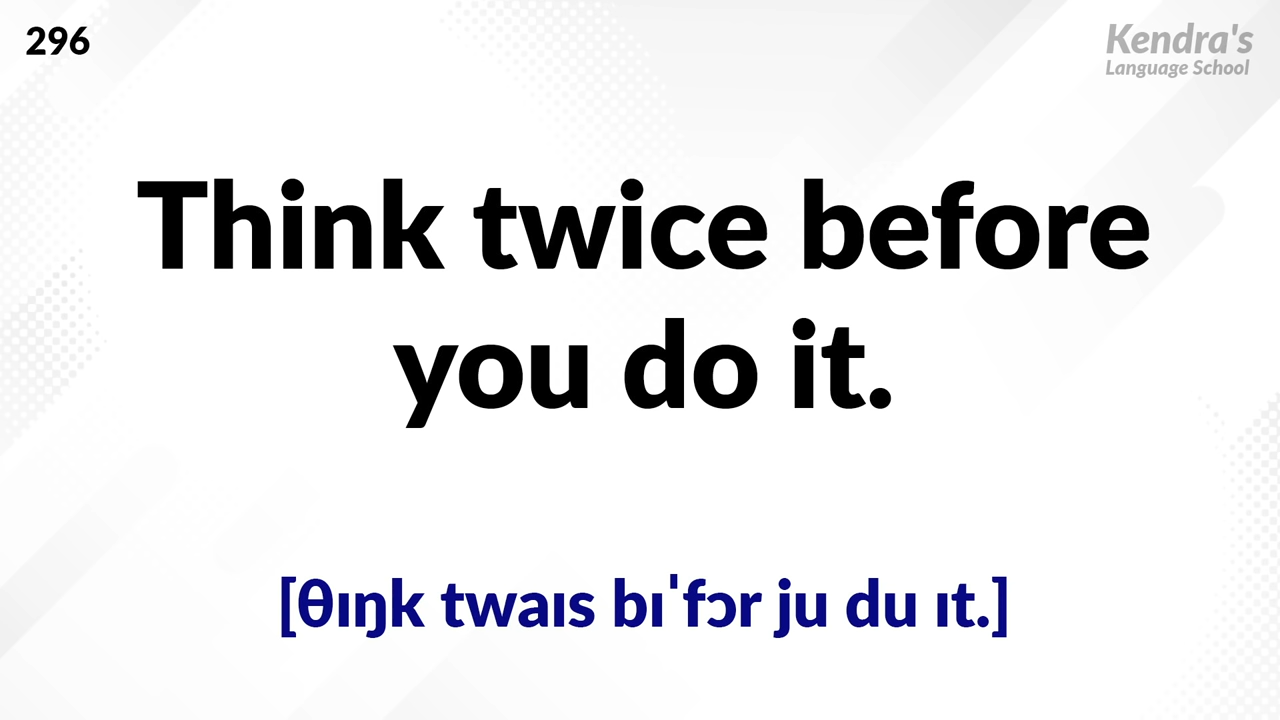 296
Kendra's
Language School
Think twice before
you do it.
[θɪŋk twaɪs bɪˈfɔr ju du ɪt.]